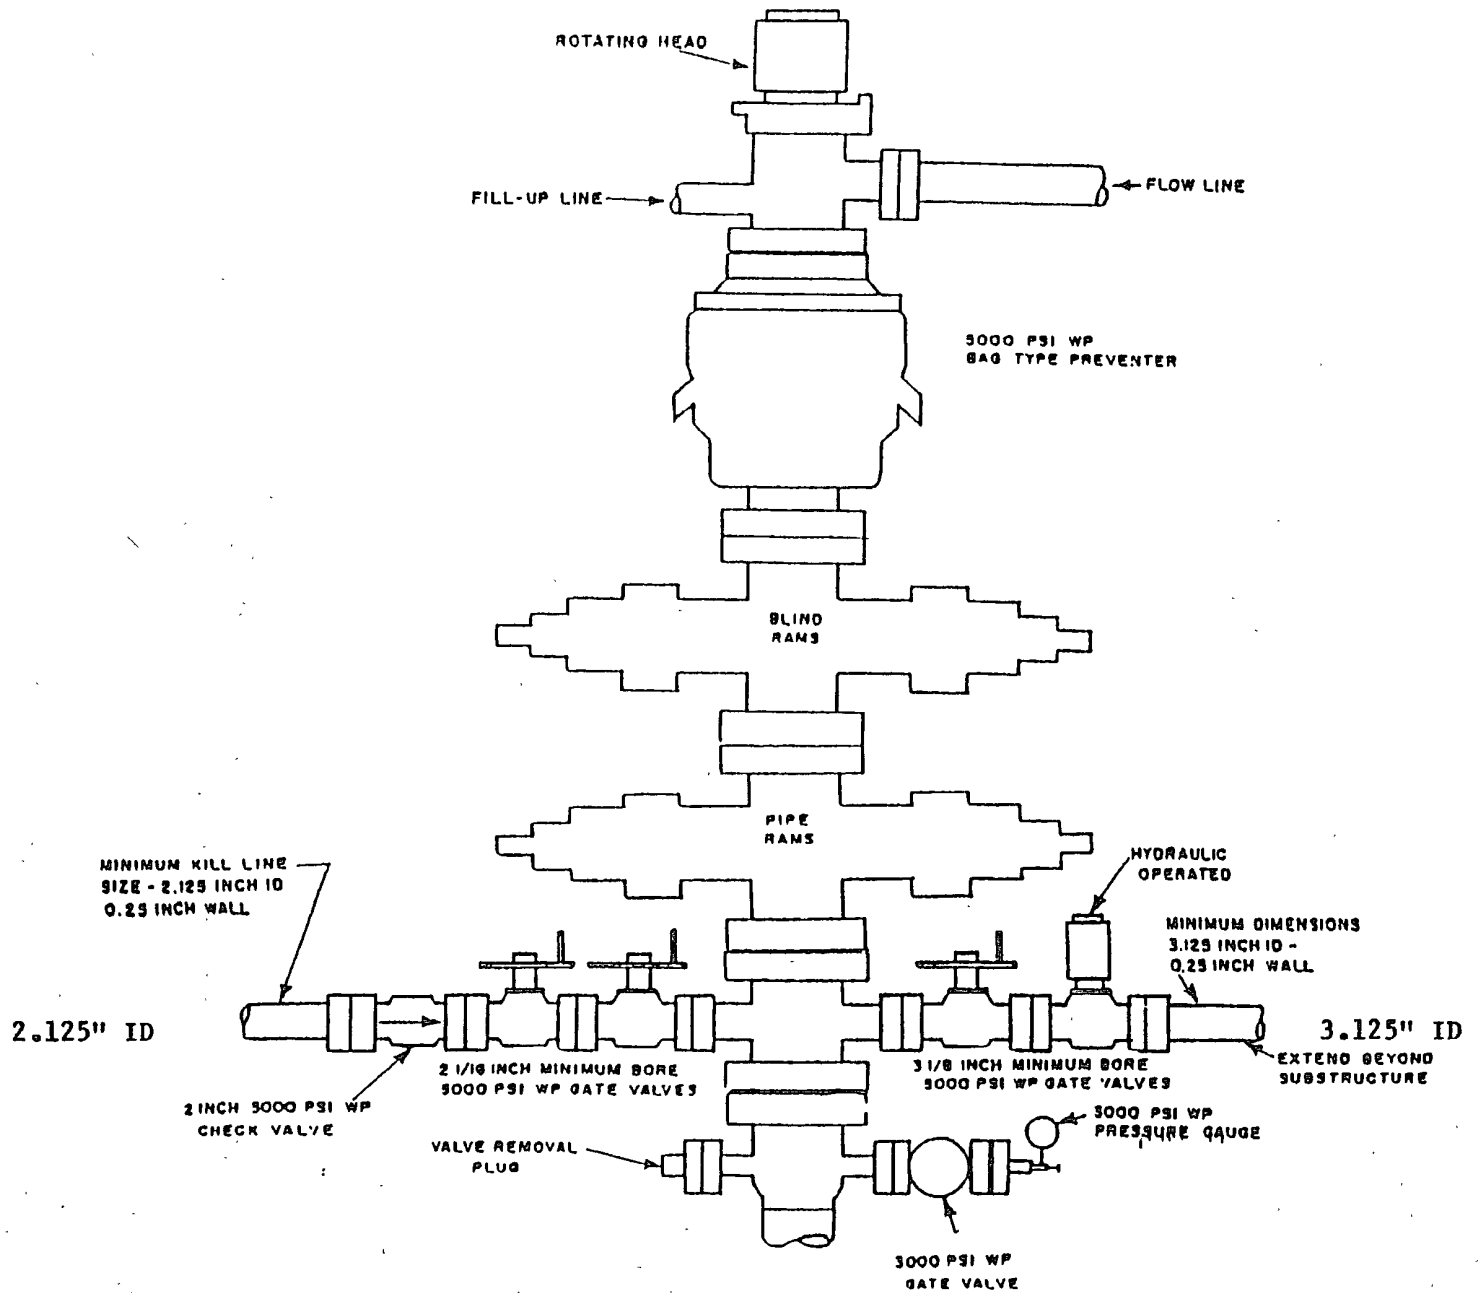 ROTATING HEAD
FILL-UP LINE
FLOW LINE
5000 PSI WP
BAG TYPE PREVENTER
BLIND
RAMS
PIPE
RAMS
MINIMUM KILL LINE
SIZE - 2.125 INCH ID
0.25 INCH WALL
HYDRAULIC
OPERATED
MINIMUM DIMENSIONS
3.125 INCH ID -
0.25 INCH WALL
2.125" ID
3.125" ID
EXTEND BEYOND
SUBSTRUCTURE
2 1/16 INCH MINIMUM BORE
5000 PSI WP GATE VALVES
3 1/8 INCH MINIMUM BORE
5000 PSI WP GATE VALVES
2 INCH 5000 PSI WP
CHECK VALVE
VALVE REMOVAL
PLUG
3000 PSI WP
PRESSURE GAUGE
3000 PSI WP
GATE VALVE